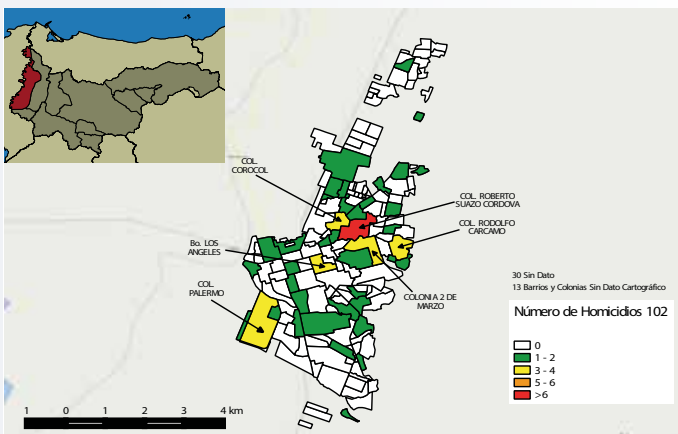 COL.
COROCOL
COL. ROBERTO
SUAZO CORDOVA
COL. RODOLFO
CARCAMO
Bo. LOS
ANGELES
COL.
PALERMO
COLONIA 2 DE
MARZO
30 Sin Dato
13 Barrios y Colonias Sin Dato Cartográfico
Número de Homicidios 102
0
1 - 2
3 - 4
5 - 6
>6
1 0 1 2 3 4 km